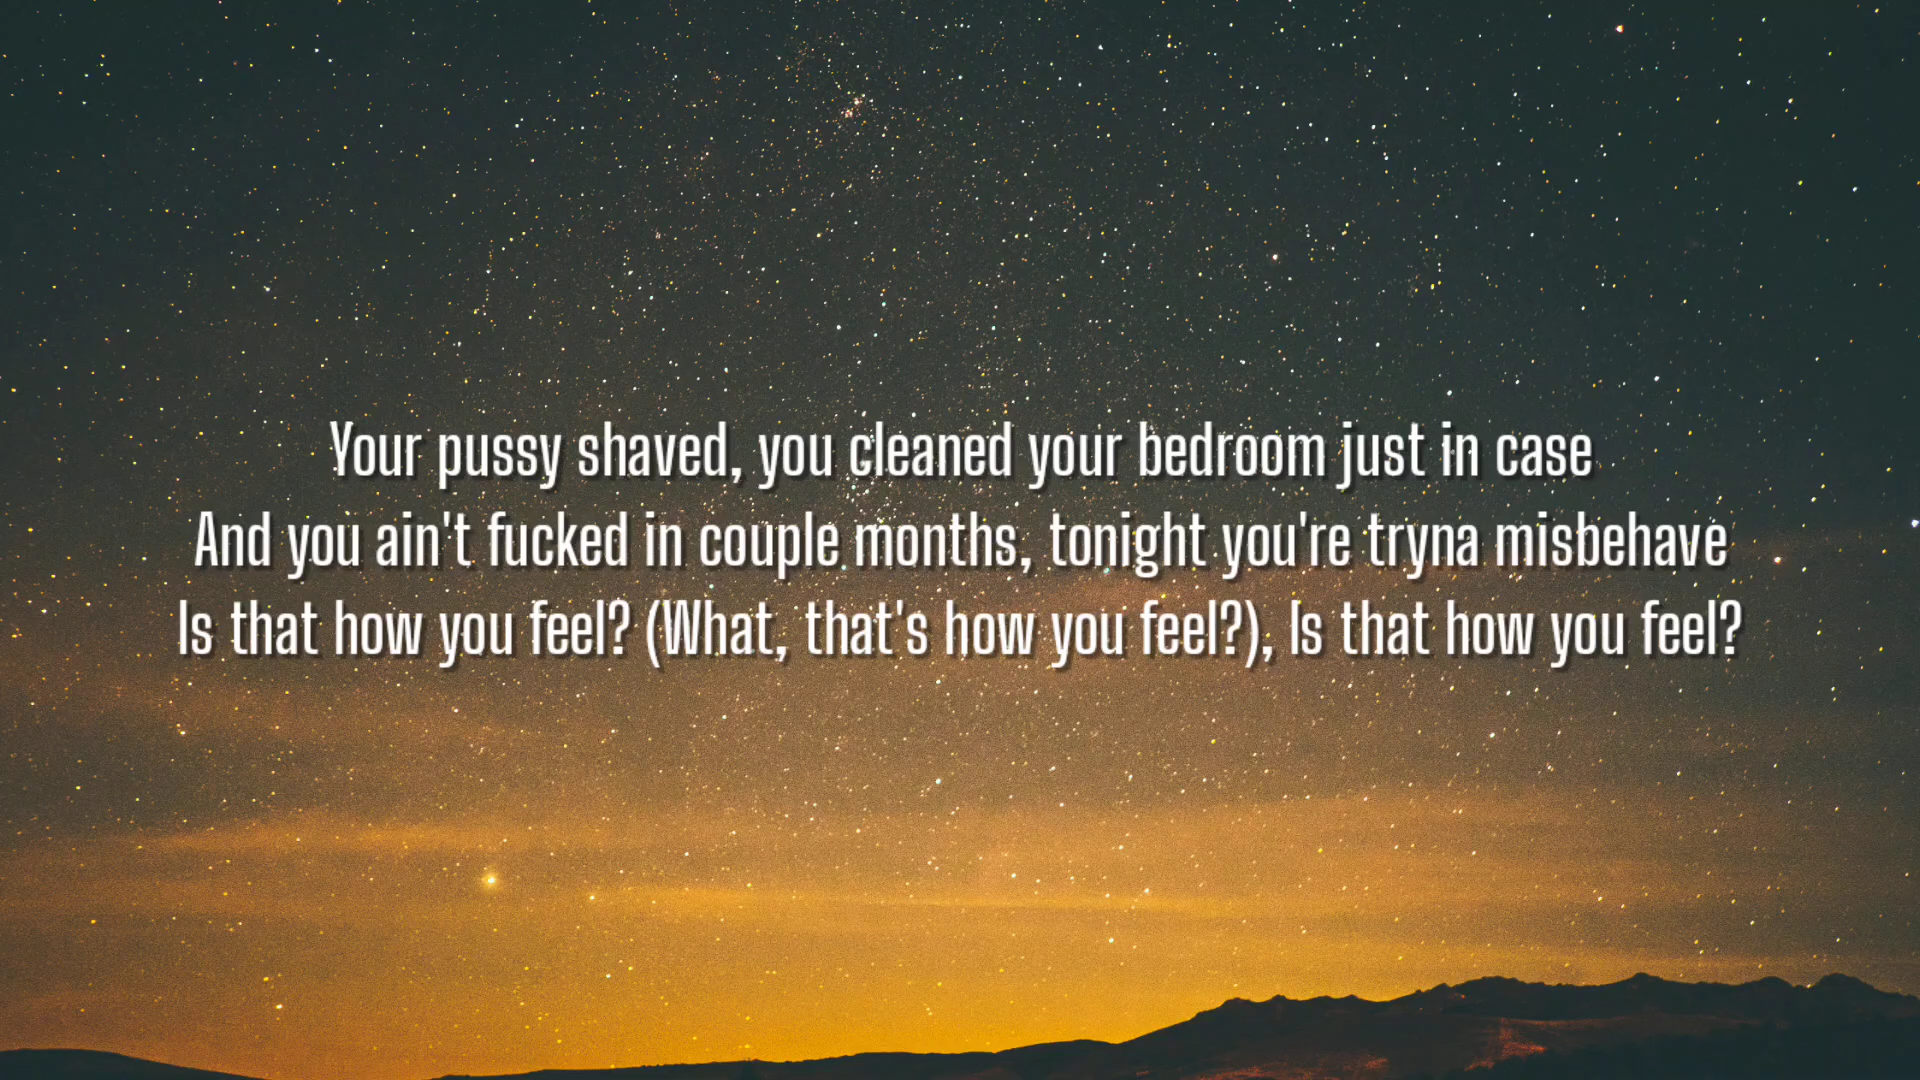 Your pussy shaved, you cleaned your bedroom just in case
And you ain't fucked in couple months, tonight you're tryna misbehave
Is that how you feel? (What, that's how you feel?), Is that how you feel?